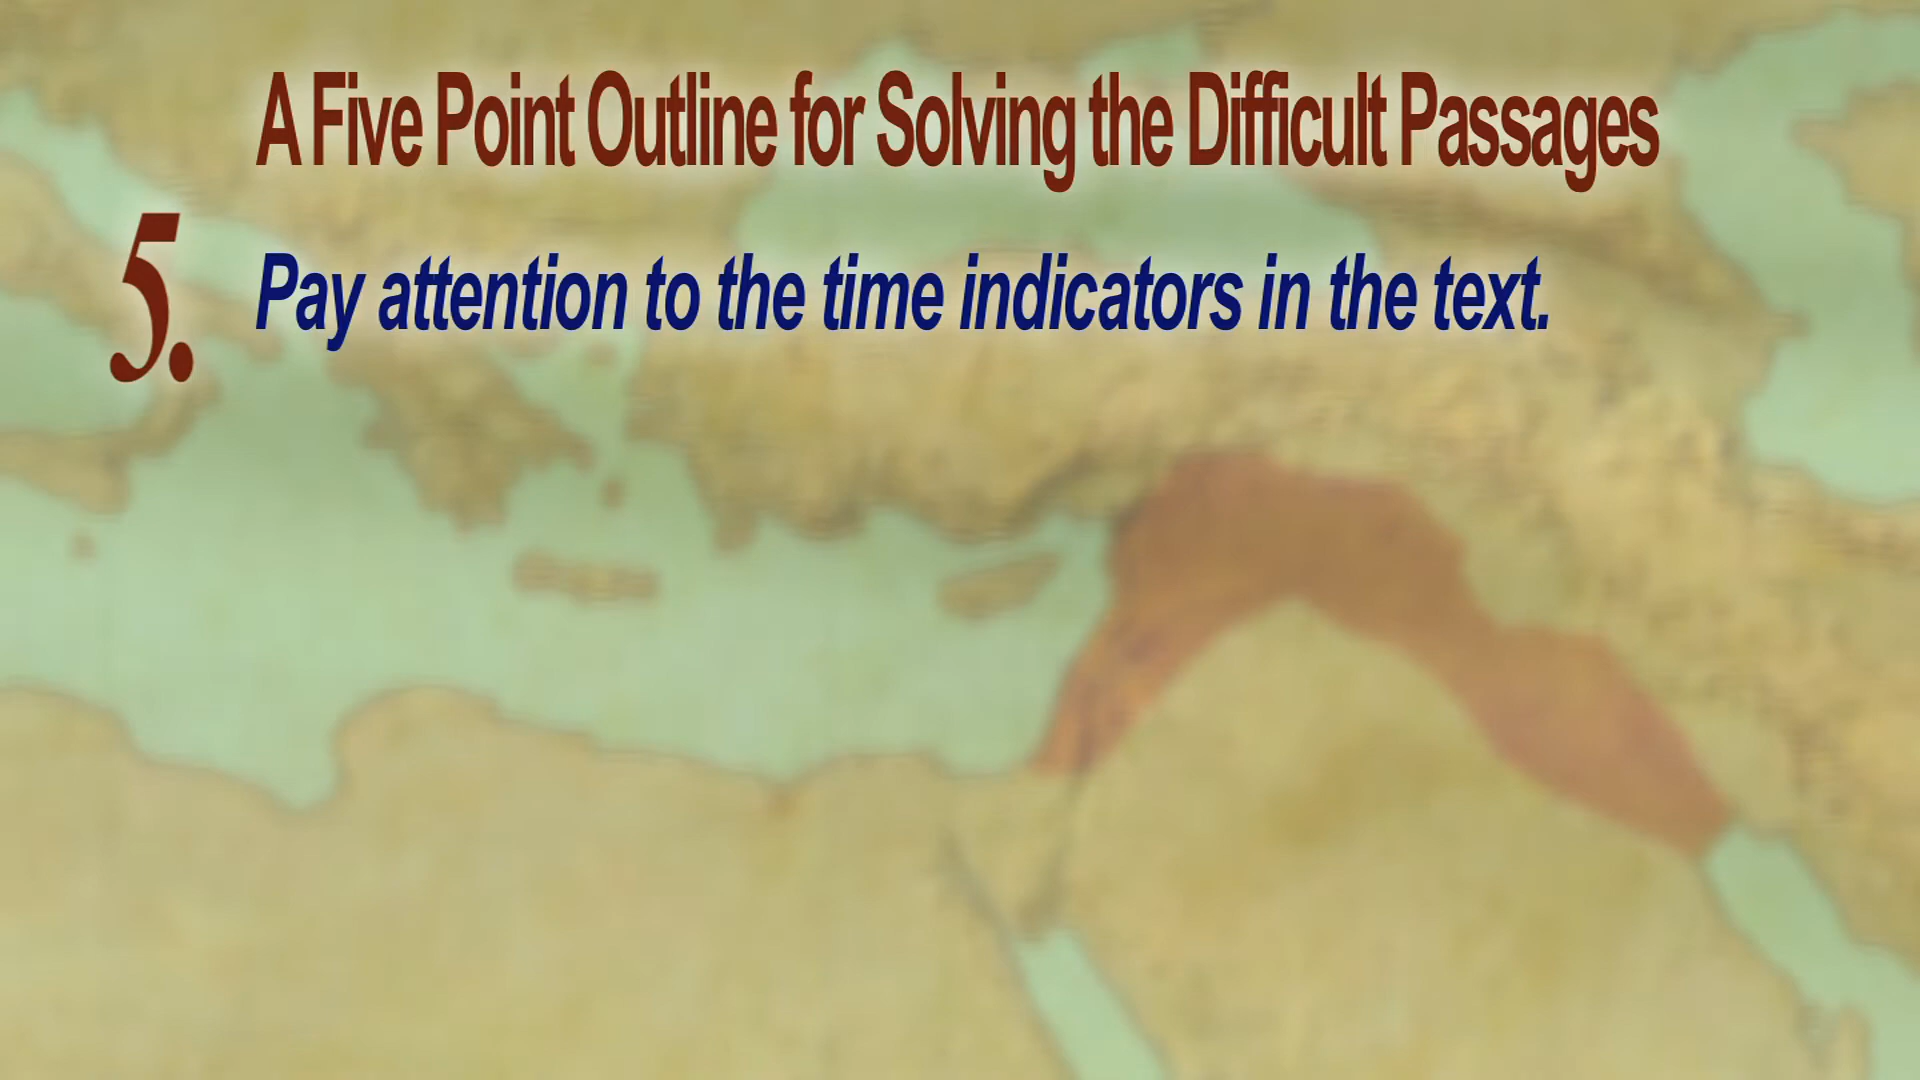 A Five Point Outline for Solving the Difficult Passages
5. Pay attention to the time indicators in the text.